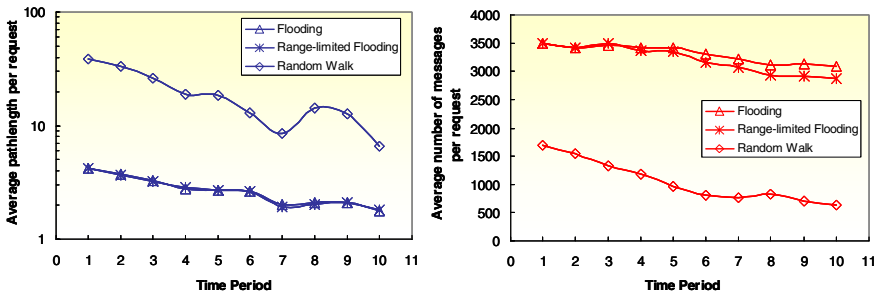 Average pathlength per request
100
10
1
0 1 2 3 4 5 6 7 8 9 10 11
Time Period
Flooding
Range-limited Flooding
Random Walk
Average number of messages
per request
4000
3500
3000
2500
2000
1500
1000
500
0
0 1 2 3 4 5 6 7 8 9 10 11
Time Period
Flooding
Range-limited Flooding
Random Walk